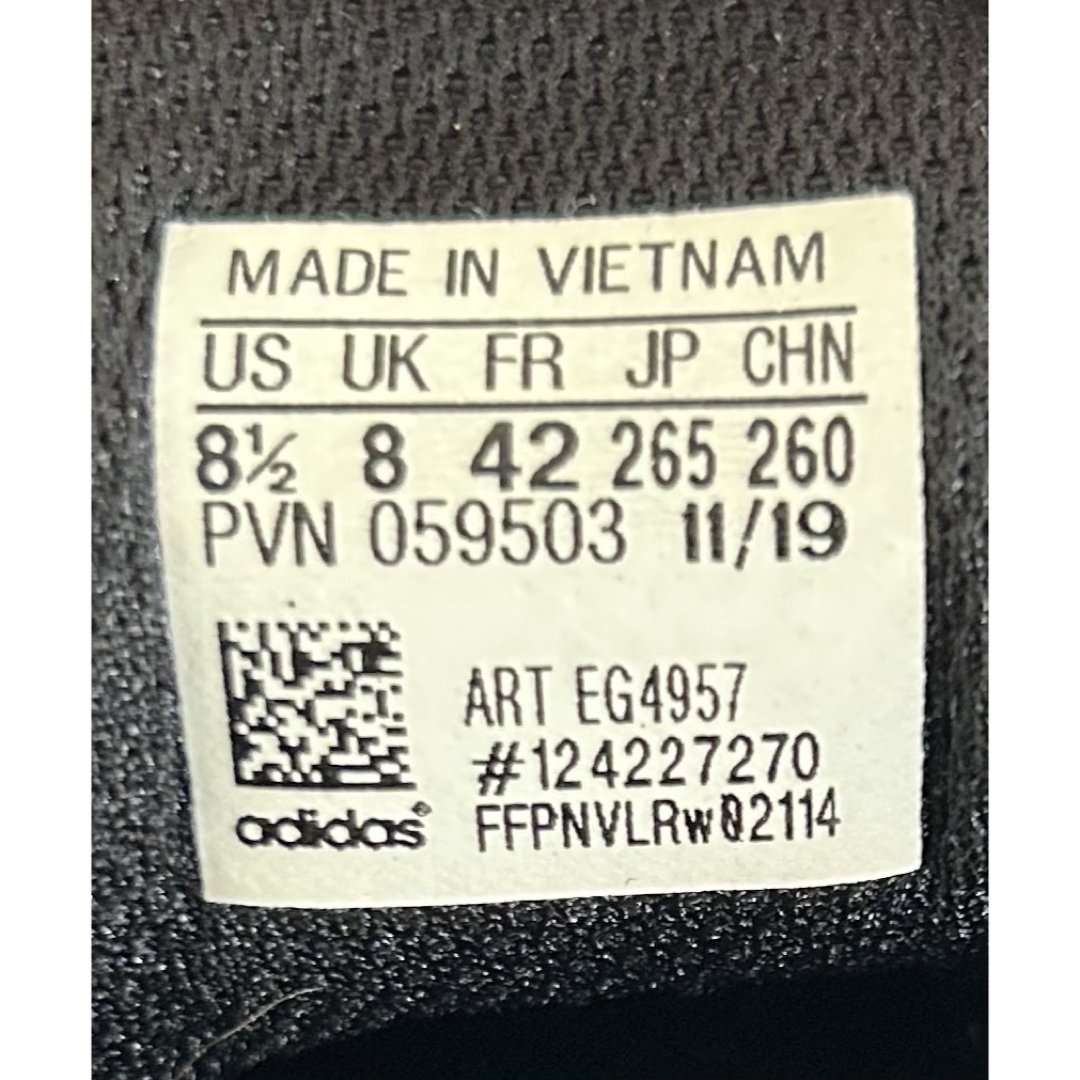 MADE IN VIETNAM
US UK FR JP CHN
8½ 8 42 265 260
PVN 059503 11/19
ART EG4957
#124227270
adidas® FFPNVLRw02114